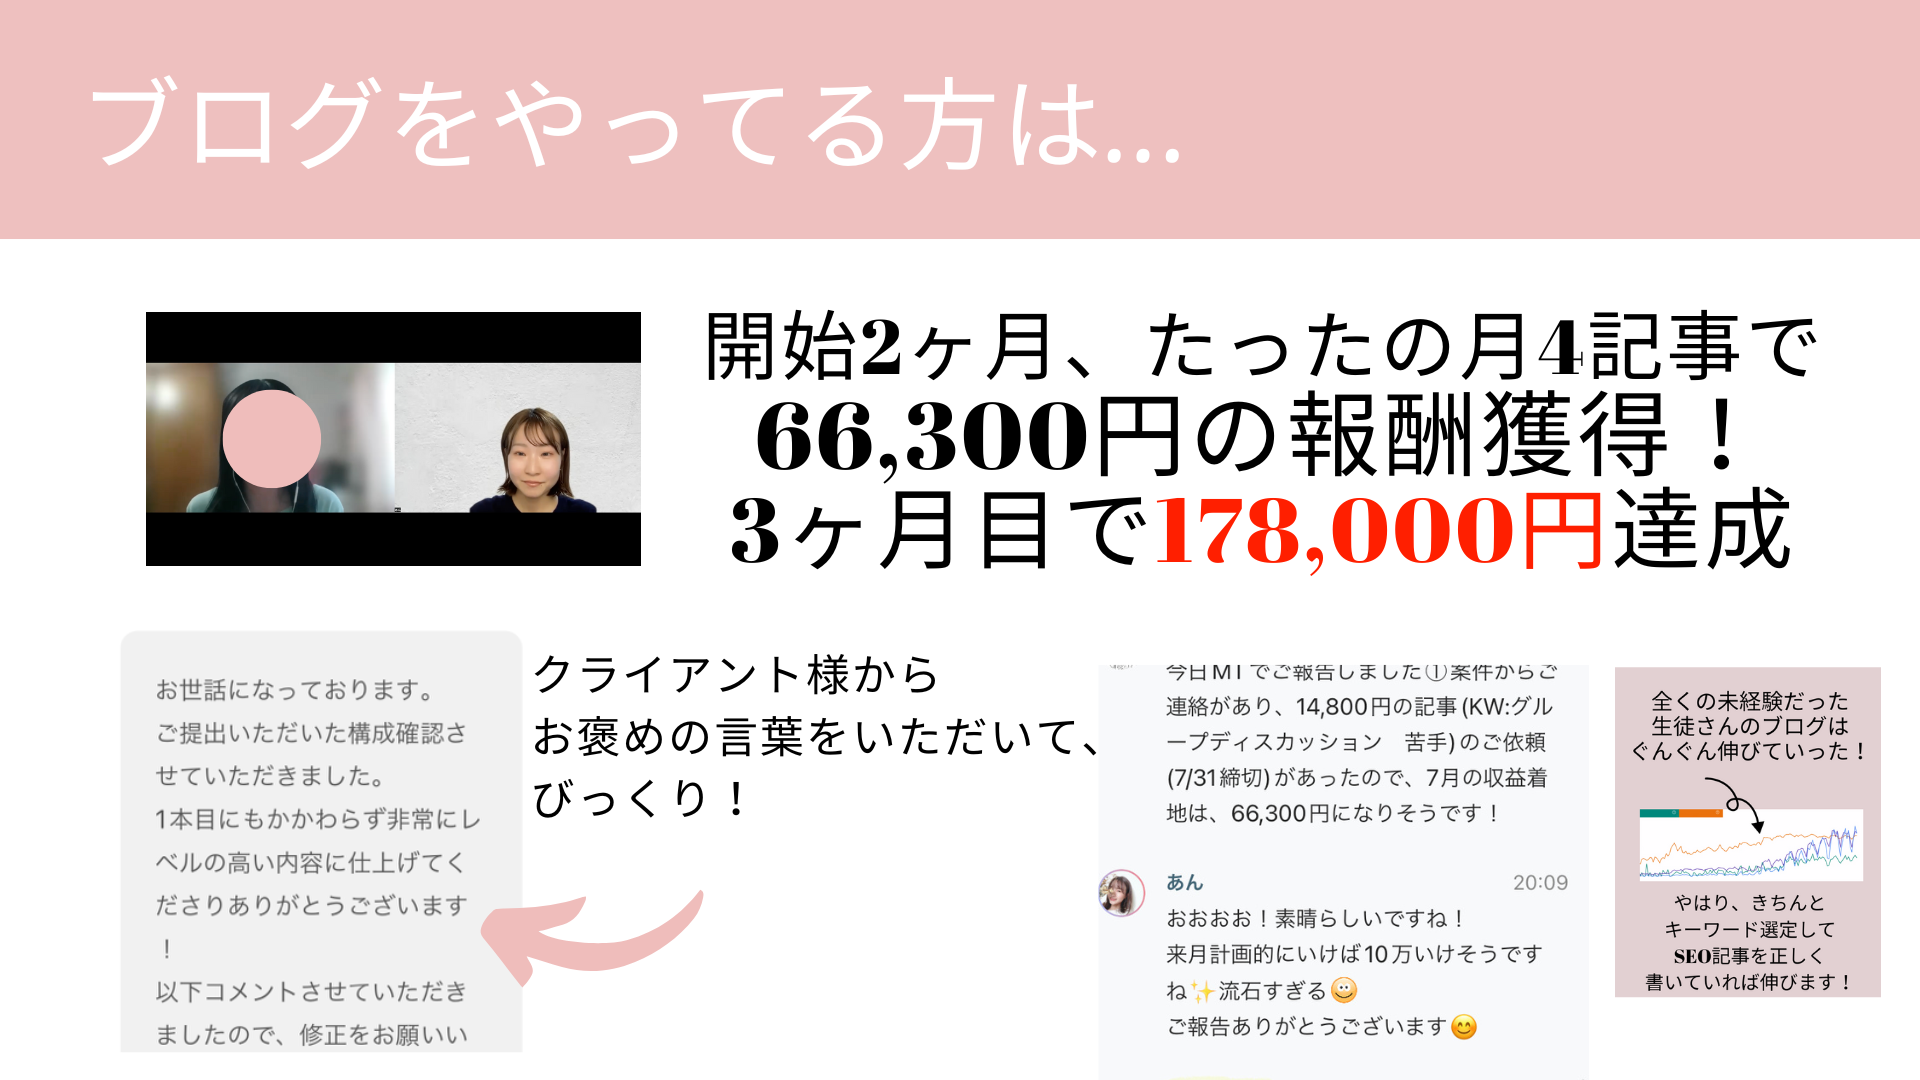 ブログをやってる方は...
開始2ヶ月、たったの月4記事で
66,300円の報酬獲得！
3ヶ月目で178,000円達成
お世話になっております。
ご提出いただいた構成確認さ
せていただきました。
1本目にもかかわらず非常にレ
ベルの高い内容に仕上げてく
ださりありがとうございます
！
以下コメントさせていただき
ましたので、修正をお願いい
クライアント様から
お褒めの言葉をいただいて、
びっくり！
今日MTでご報告しました①案件からご
連絡があり、14,800円の記事(KW:グル
ープディスカッション　苦手)のご依頼
(7/31締切)があったので、7月の収益着
地は、66,300円になりそうです！
あん 20:09
おおおお！素晴らしいですね！
来月計画的にいけば10万いけそうです
ね✨流石すぎる😀
ご報告ありがとうございます😊
全くの未経験だった
生徒さんのブログは
ぐんぐん伸びていった！
やはり、きちんと
キーワード選定して
SEO記事を正しく
書いていれば伸びます！